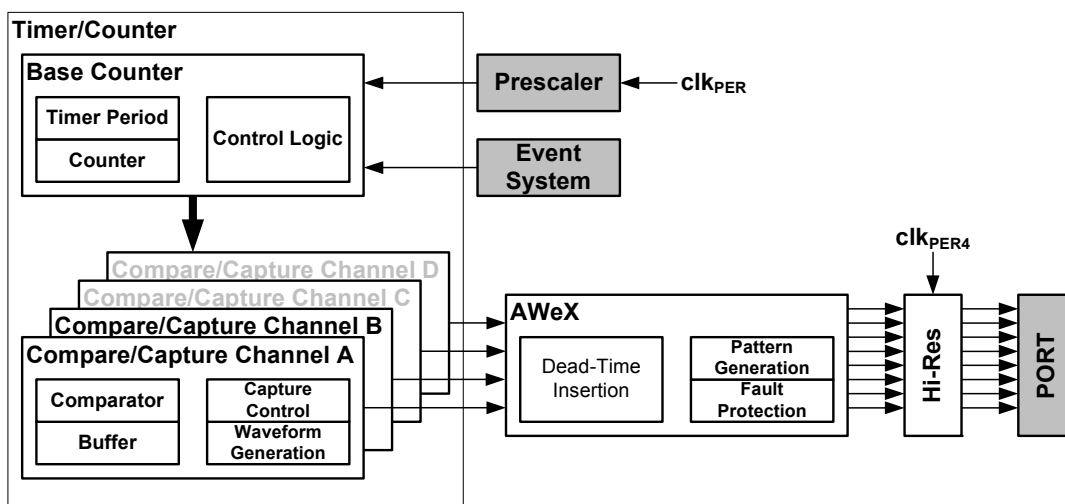 Timer/Counter
Base Counter
Timer Period
Counter
Control Logic
Prescaler
clkPER
Event
System
Compare/Capture Channel D
Compare/Capture Channel C
Compare/Capture Channel B
Compare/Capture Channel A
Comparator
Buffer
Capture
Control
Waveform
Generation
AWeX
Dead-Time
Insertion
Pattern
Generation
Fault
Protection
clkPER4
Hi-Res
PORT